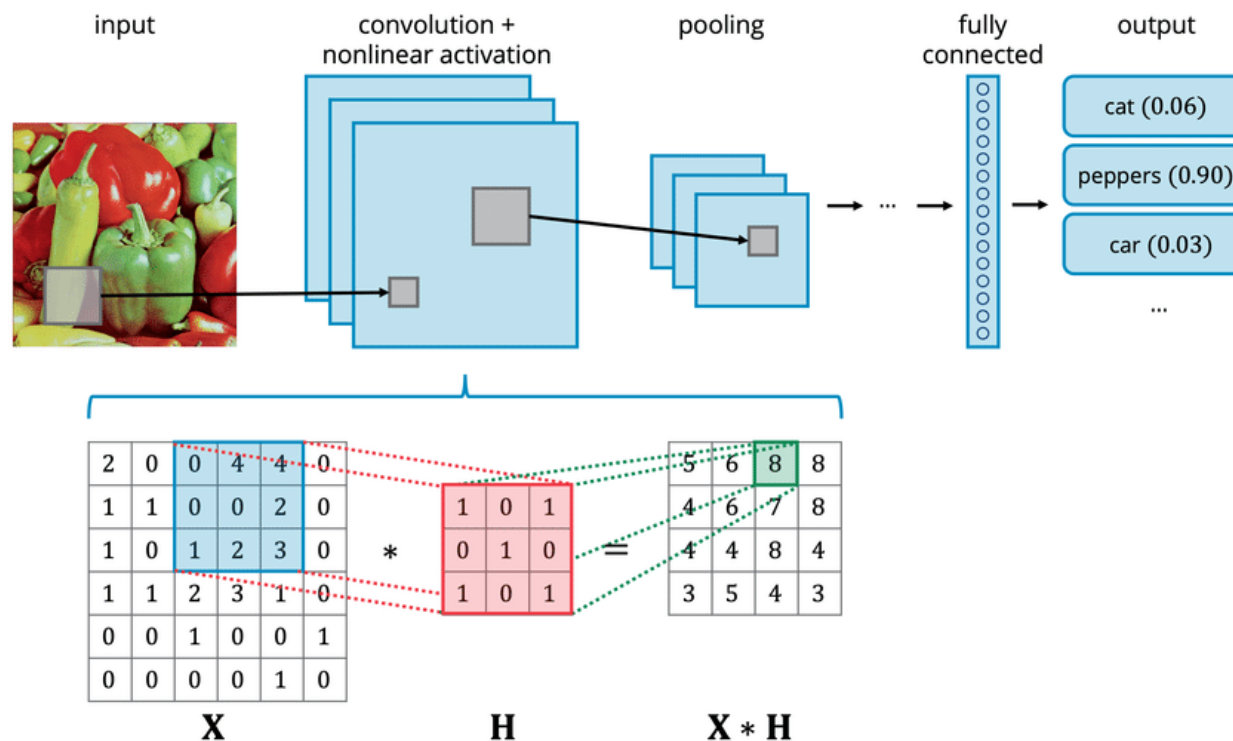 input
convolution +
nonlinear activation
pooling
fully
connected
output
cat (0.06)
peppers (0.90)
car (0.03)
...
...
2 0 0 4 4 0
1 1 0 0 2 0
1 0 1 2 3 0
1 1 2 3 1 0
0 0 1 0 0 1
0 0 0 0 1 0
*
1 0 1
0 1 0
1 0 1
=
5 6 8 8
4 6 7 8
4 4 8 4
3 5 4 3
X
H
X * H